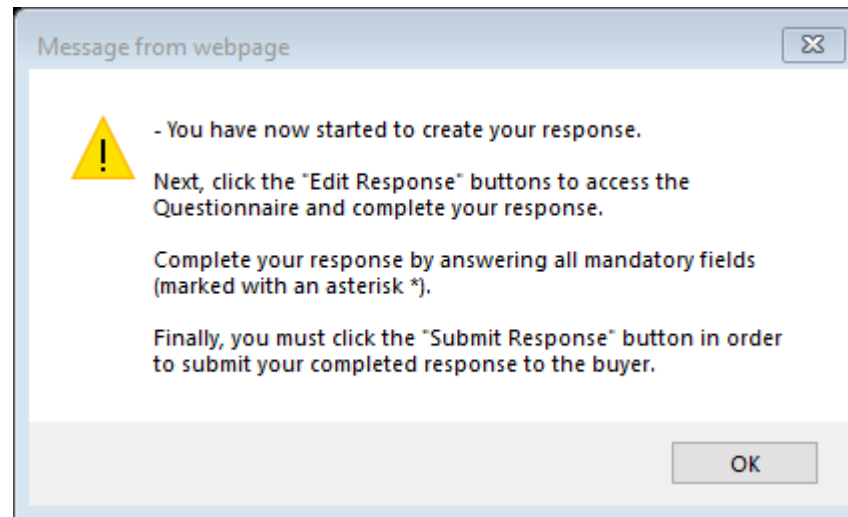 Message from webpage
- You have now started to create your response.
Next, click the "Edit Response" buttons to access the
Questionnaire and complete your response.
Complete your response by answering all mandatory fields
(marked with an asterisk *).
Finally, you must click the "Submit Response" button in order
to submit your completed response to the buyer.
OK